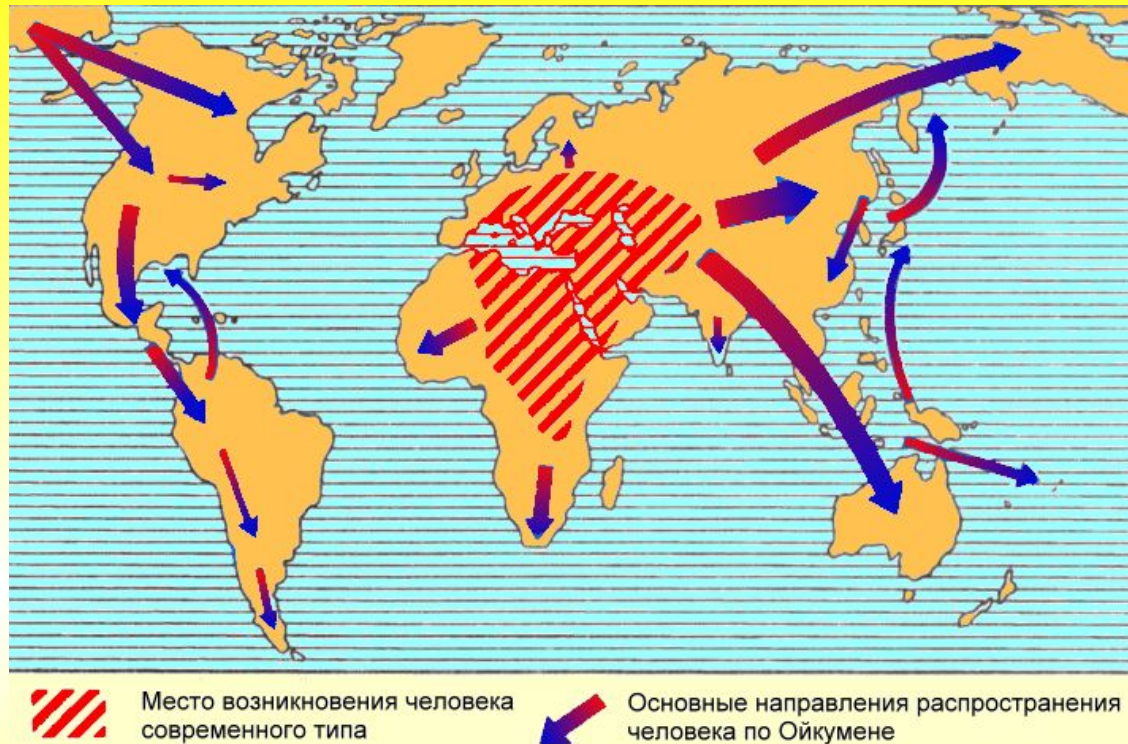 Место возникновения человека
современного типа
Основные направления распространения
человека по Ойкумене